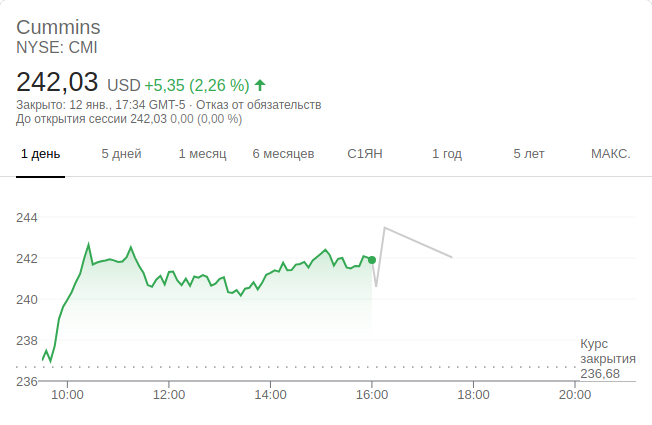 Cummins
NYSE: CMI
242,03 USD +5,35 (2,26 %)
Закрыто: 12 янв., 17:34 GMT-5 · Отказ от обязательств
До открытия сессии 242,03 0,00 (0,00 %)
1 день 5 дней 1 месяц 6 месяцев С1ЯН 1 год 5 лет МАКС.
244
242
240
238
Курс
закрытия
236,68
236
10:00 12:00 14:00 16:00 18:00 20:00